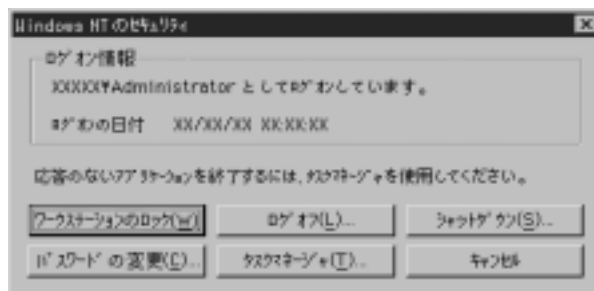 Windows NT のセキュリティ
ログオン情報
XXXXX¥Administrator としてログオンしています。
ログオンの日付 XX/XX/XX XX:XX:XX
応答のないアプリケーションを終了するには、タスクマネージャを使用してください。
ワークステーションのロック(W) ログオフ(L)... シャットダウン(S)...
パスワードの変更(C)... タスクマネージャ(T)... キャンセル